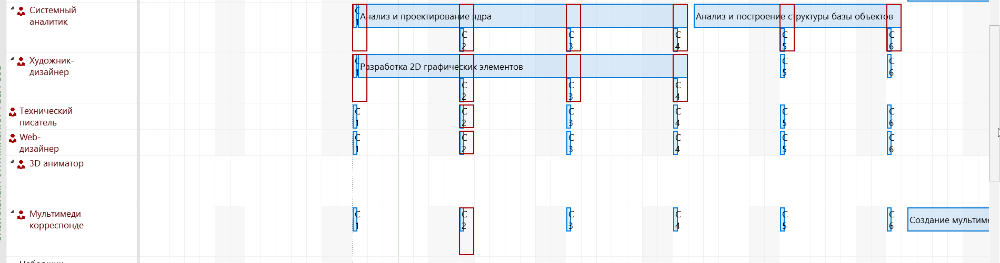 Системный
аналитик
С
1
Анализ и проектирование ядра
Анализ и построение структуры базы объектов
С
2
С
3
С
4
С
5
С
6
Художник-
дизайнер
С
1
Разработка 2D графических элементов
С
5
С
6
С
2
С
3
С
4
Технический
писатель
С
1
С
2
С
3
С
4
С
5
С
6
Web-
дизайнер
С
1
С
2
С
3
С
4
С
5
С
6
3D аниматор
Мультимеди
корреспонде
С
1
С
2
С
3
С
4
С
5
С
6
Создание мультиме